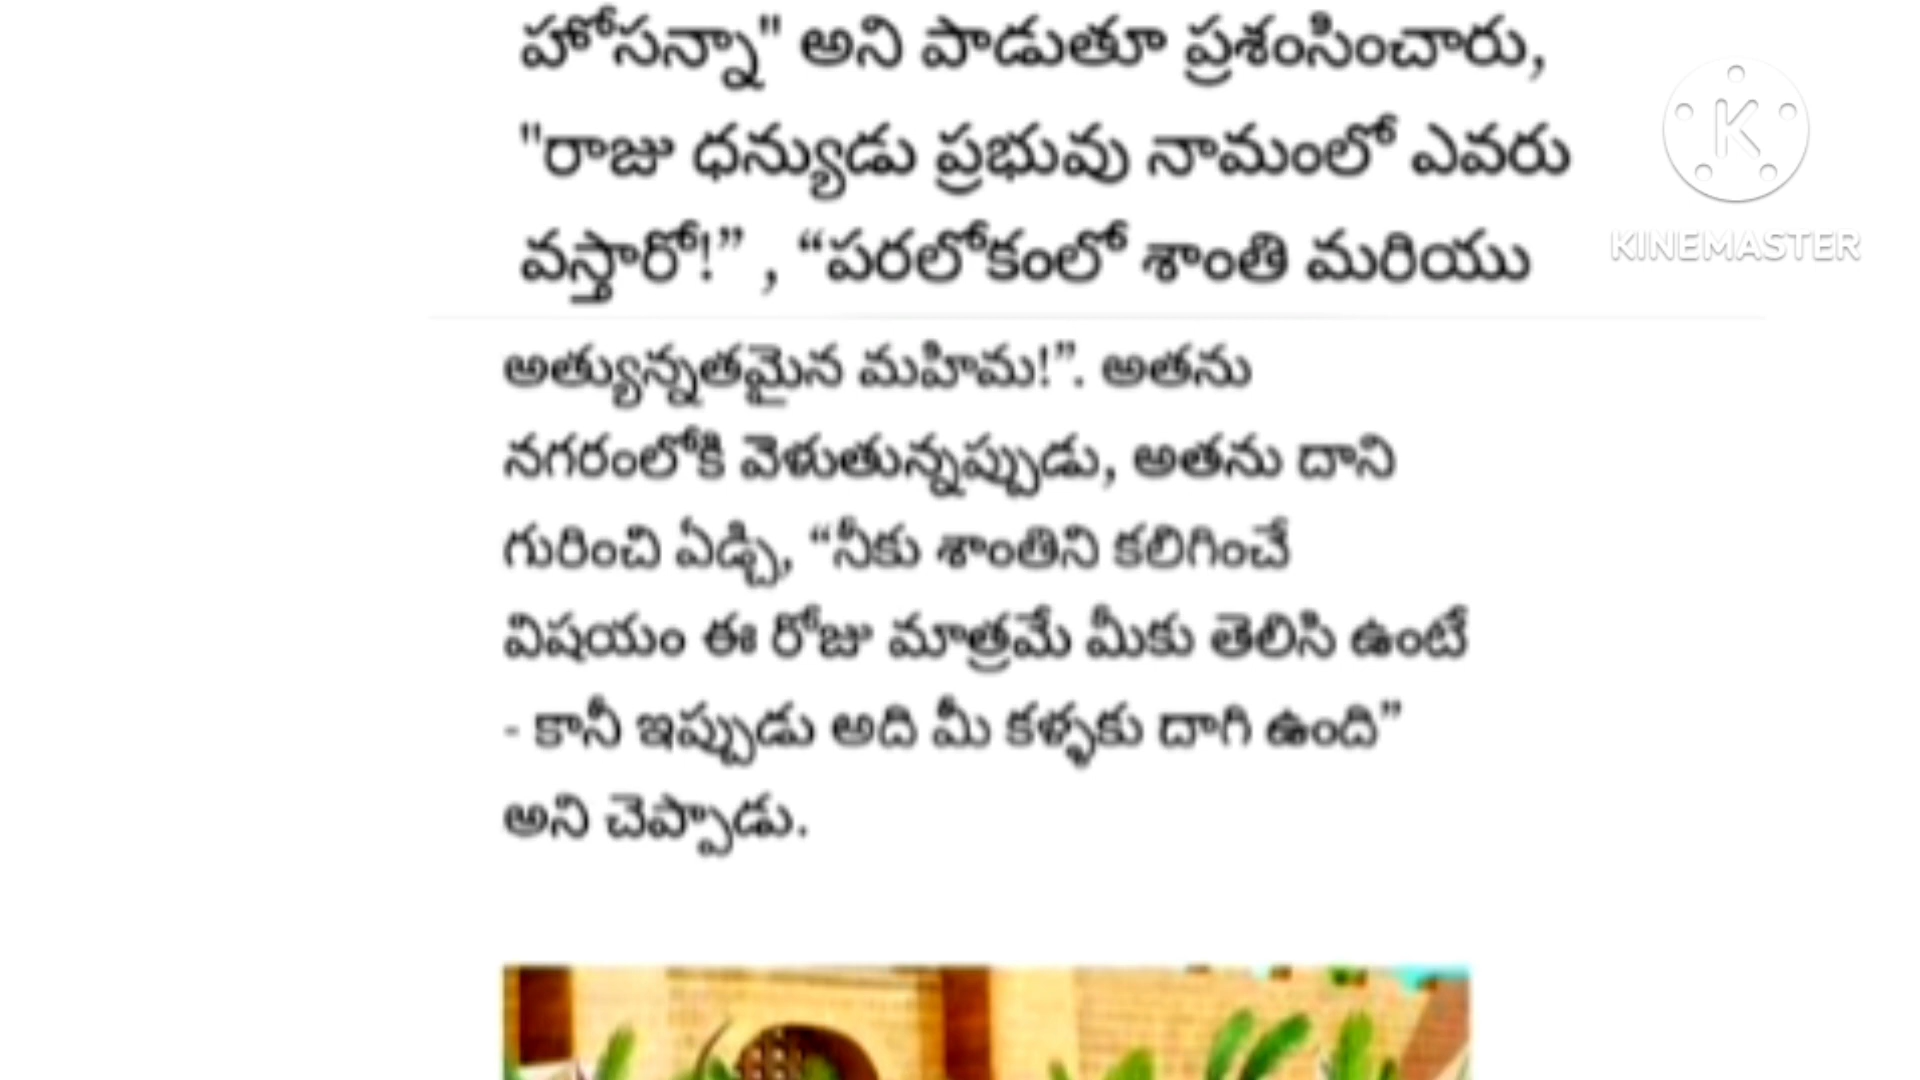 హోసన్నా" అని పాడుతూ ప్రశంసించారు,
"రాజు ధన్యుడు ప్రభువు నామంలో ఎవరు
వస్తారో!” , “పరలోకంలో శాంతి మరియు
అత్యున్నతమైన మహిమ!”. అతను
నగరంలోకి వెళుతున్నప్పుడు, అతను దాని
గురించి ఏడ్చి, “నీకు శాంతిని కలిగించే
విషయం ఈ రోజు మాత్రమే మీకు తెలిసి ఉంటే
- కానీ ఇప్పుడు అది మీ కళ్ళకు దాగి ఉంది”
అని చెప్పాడు.
K
KINEMASTER